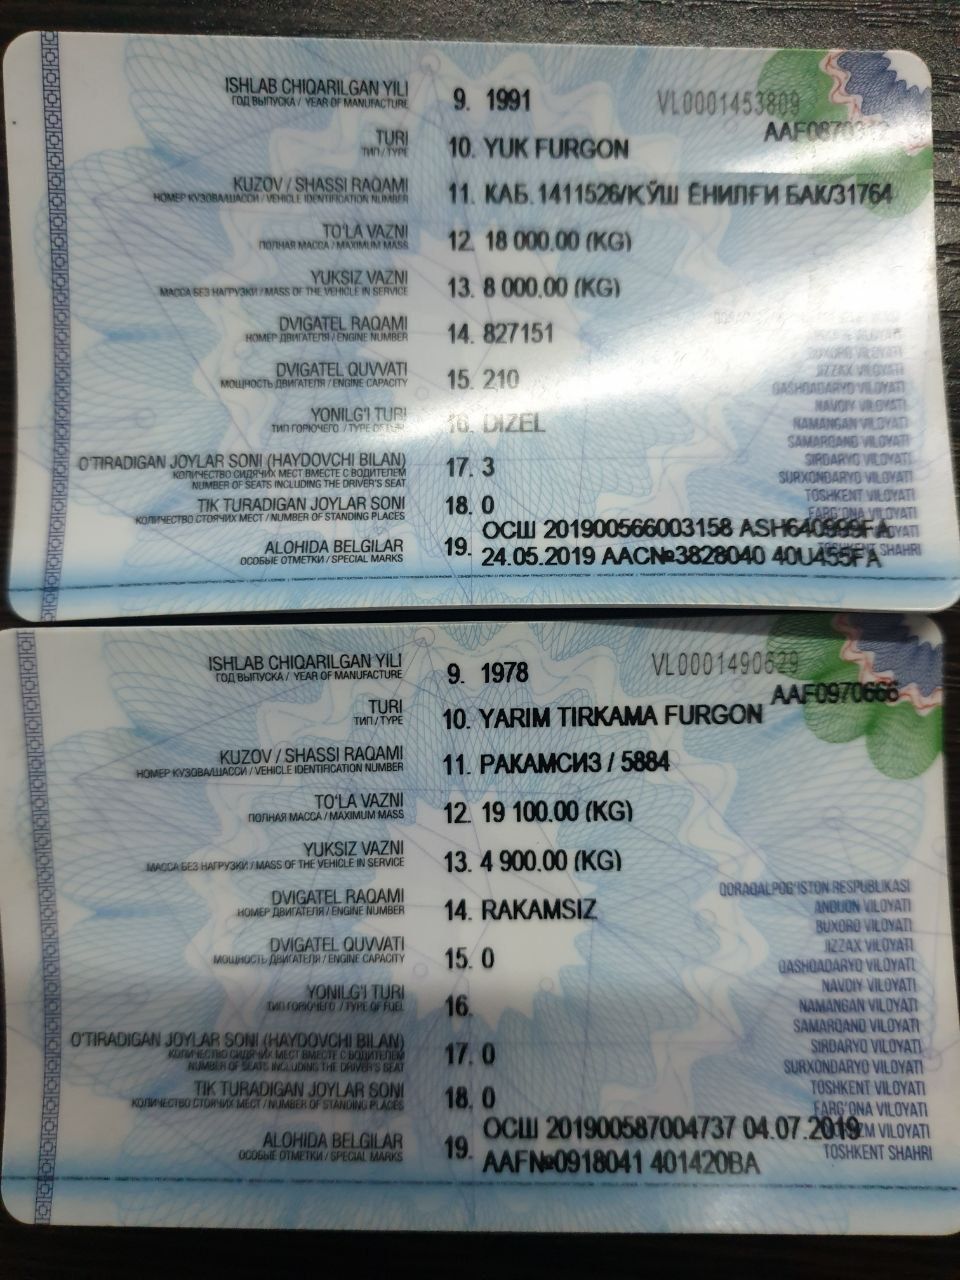 ISHLAB CHIQARILGAN YILI
ГОД ВЫПУСКА / YEAR OF MANUFACTURE
9. 1991
VL0001453809
TURI
ТИП / TYPE
10. YUK FURGON
KUZOV / SHASSI RAQAMI
НОМЕР КУЗОВА/ШАССИ / VEHICLE IDENTIFICATION NUMBER
11. КАБ. 1411526/ҚЎШ ЁНИЛҒИ БАК/31764
TO'LA VAZNI
ПОЛНАЯ МАССА / MAXIMUM MASS
12. 18 000.00 (KG)
YUKSIZ VAZNI
МАССА БЕЗ НАГРУЗКИ / MASS OF THE VEHICLE IN SERVICE
13. 8 000.00 (KG)
DVIGATEL RAQAMI
НОМЕР ДВИГАТЕЛЯ / ENGINE NUMBER
14. 827151
DVIGATEL QUVVATI
МОЩНОСТЬ ДВИГАТЕЛЯ / ENGINE CAPACITY
15. 210
YONILG'I TURI
ТИП ГОРЮЧЕГО / TYPE OF FUEL
16. DIZEL
O'TIRADIGAN JOYLAR SONI (HAYDOVCHI BILAN)
КОЛИЧЕСТВО СИДЯЧИХ МЕСТ ВМЕСТЕ С ВОДИТЕЛЕМ
NUMBER OF SEATS INCLUDING THE DRIVER'S SEAT
17. 3
TIK TURADIGAN JOYLAR SONI
КОЛИЧЕСТВО СТОЯЧИХ МЕСТ / NUMBER OF STANDING PLACES
18. 0
ALOHIDA BELGILAR
ОСОБЫЕ ОТМЕТКИ / SPECIAL MARKS
19. ОСШ 201900566003158 ASH640999FA
24.05.2019 AAC№3828040 40U455FA
BUXORO VILOYATI
JIZZAX VILOYATI
QASHQADARYO VILOYATI
NAVOIY VILOYATI
NAMANGAN VILOYATI
SAMARQAND VILOYATI
SIRDARYO VILOYATI
SURXONDARYO VILOYATI
TOSHKENT VILOYATI
FARG'ONA VILOYATI
SHAHRI
ISHLAB CHIQARILGAN YILI
ГОД ВЫПУСКА / YEAR OF MANUFACTURE
9. 1978
VL0001490629
AAF0970666
TURI
ТИП / TYPE
10. YARIM TIRKAMA FURGON
KUZOV / SHASSI RAQAMI
НОМЕР КУЗОВА/ШАССИ / VEHICLE IDENTIFICATION NUMBER
11. РАКАМСИЗ / 5884
TO'LA VAZNI
ПОЛНАЯ МАССА / MAXIMUM MASS
12. 19 100.00 (KG)
YUKSIZ VAZNI
МАССА БЕЗ НАГРУЗКИ / MASS OF THE VEHICLE IN SERVICE
13. 4 900.00 (KG)
DVIGATEL RAQAMI
НОМЕР ДВИГАТЕЛЯ / ENGINE NUMBER
14. RAKAMSIZ
DVIGATEL QUVVATI
МОЩНОСТЬ ДВИГАТЕЛЯ / ENGINE CAPACITY
15. 0
YONILG'I TURI
ТИП ГОРЮЧЕГО / TYPE OF FUEL
16.
O'TIRADIGAN JOYLAR SONI (HAYDOVCHI BILAN)
КОЛИЧЕСТВО СИДЯЧИХ МЕСТ ВМЕСТЕ С ВОДИТЕЛЕМ
NUMBER OF SEATS INCLUDING THE DRIVER'S SEAT
17. 0
TIK TURADIGAN JOYLAR SONI
КОЛИЧЕСТВО СТОЯЧИХ МЕСТ / NUMBER OF STANDING PLACES
18. 0
ALOHIDA BELGILAR
ОСОБЫЕ ОТМЕТКИ / SPECIAL MARKS
19. ОСШ 201900587004737 04.07.2019
AAF№0918041 401420BA
QORAQALPOG'ISTON RESPUBLIKASI
ANDIJON VILOYATI
BUXORO VILOYATI
JIZZAX VILOYATI
QASHQADARYO VILOYATI
NAVOIY VILOYATI
NAMANGAN VILOYATI
SAMARQAND VILOYATI
SIRDARYO VILOYATI
SURXONDARYO VILOYATI
TOSHKENT VILOYATI
FARG'ONA VILOYATI
VILOYATI
TOSHKENT SHAHRI